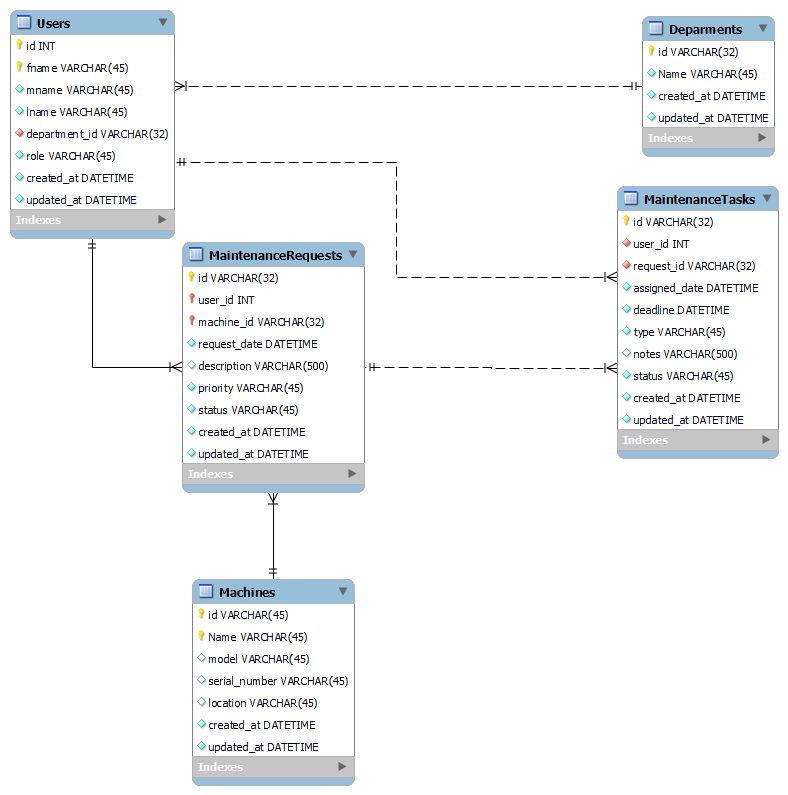 Users
id INT
fname VARCHAR(45)
mname VARCHAR(45)
lname VARCHAR(45)
department_id VARCHAR(32)
role VARCHAR(45)
created_at DATETIME
updated_at DATETIME
Indexes
Deparments
id VARCHAR(32)
Name VARCHAR(45)
created_at DATETIME
updated_at DATETIME
Indexes
MaintenanceTasks
id VARCHAR(32)
user_id INT
request_id VARCHAR(32)
assigned_date DATETIME
deadline DATETIME
type VARCHAR(45)
notes VARCHAR(500)
status VARCHAR(45)
created_at DATETIME
updated_at DATETIME
Indexes
MaintenanceRequests
id VARCHAR(32)
user_id INT
machine_id VARCHAR(32)
request_date DATETIME
description VARCHAR(500)
priority VARCHAR(45)
status VARCHAR(45)
created_at DATETIME
updated_at DATETIME
Indexes
Machines
id VARCHAR(45)
Name VARCHAR(45)
model VARCHAR(45)
serial_number VARCHAR(45)
location VARCHAR(45)
created_at DATETIME
updated_at DATETIME
Indexes